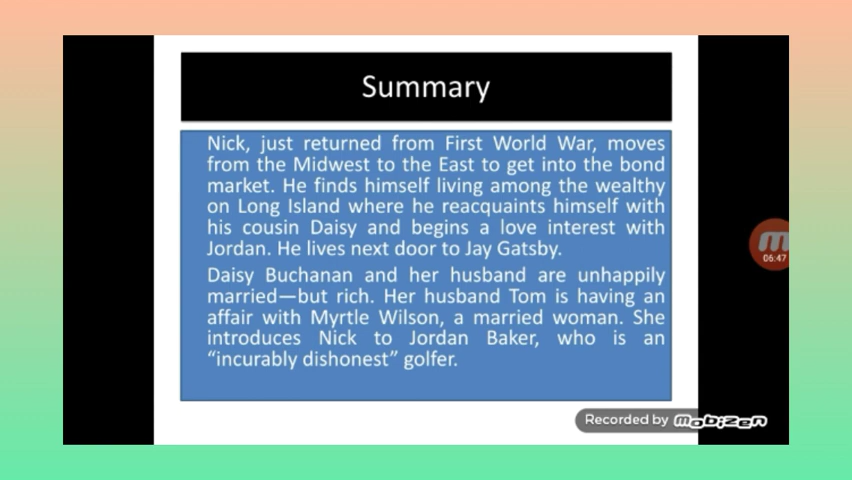 Summary
Nick, just returned from First World War, moves
from the Midwest to the East to get into the bond
market. He finds himself living among the wealthy
on Long Island where he reacquaints himself with
his cousin Daisy and begins a love interest with
Jordan. He lives next door to Jay Gatsby.
Daisy Buchanan and her husband are unhappily
married—but rich. Her husband Tom is having an
affair with Myrtle Wilson, a married woman. She
introduces Nick to Jordan Baker, who is an
“incurably dishonest” golfer.
m
06:47
Recorded by mobizen